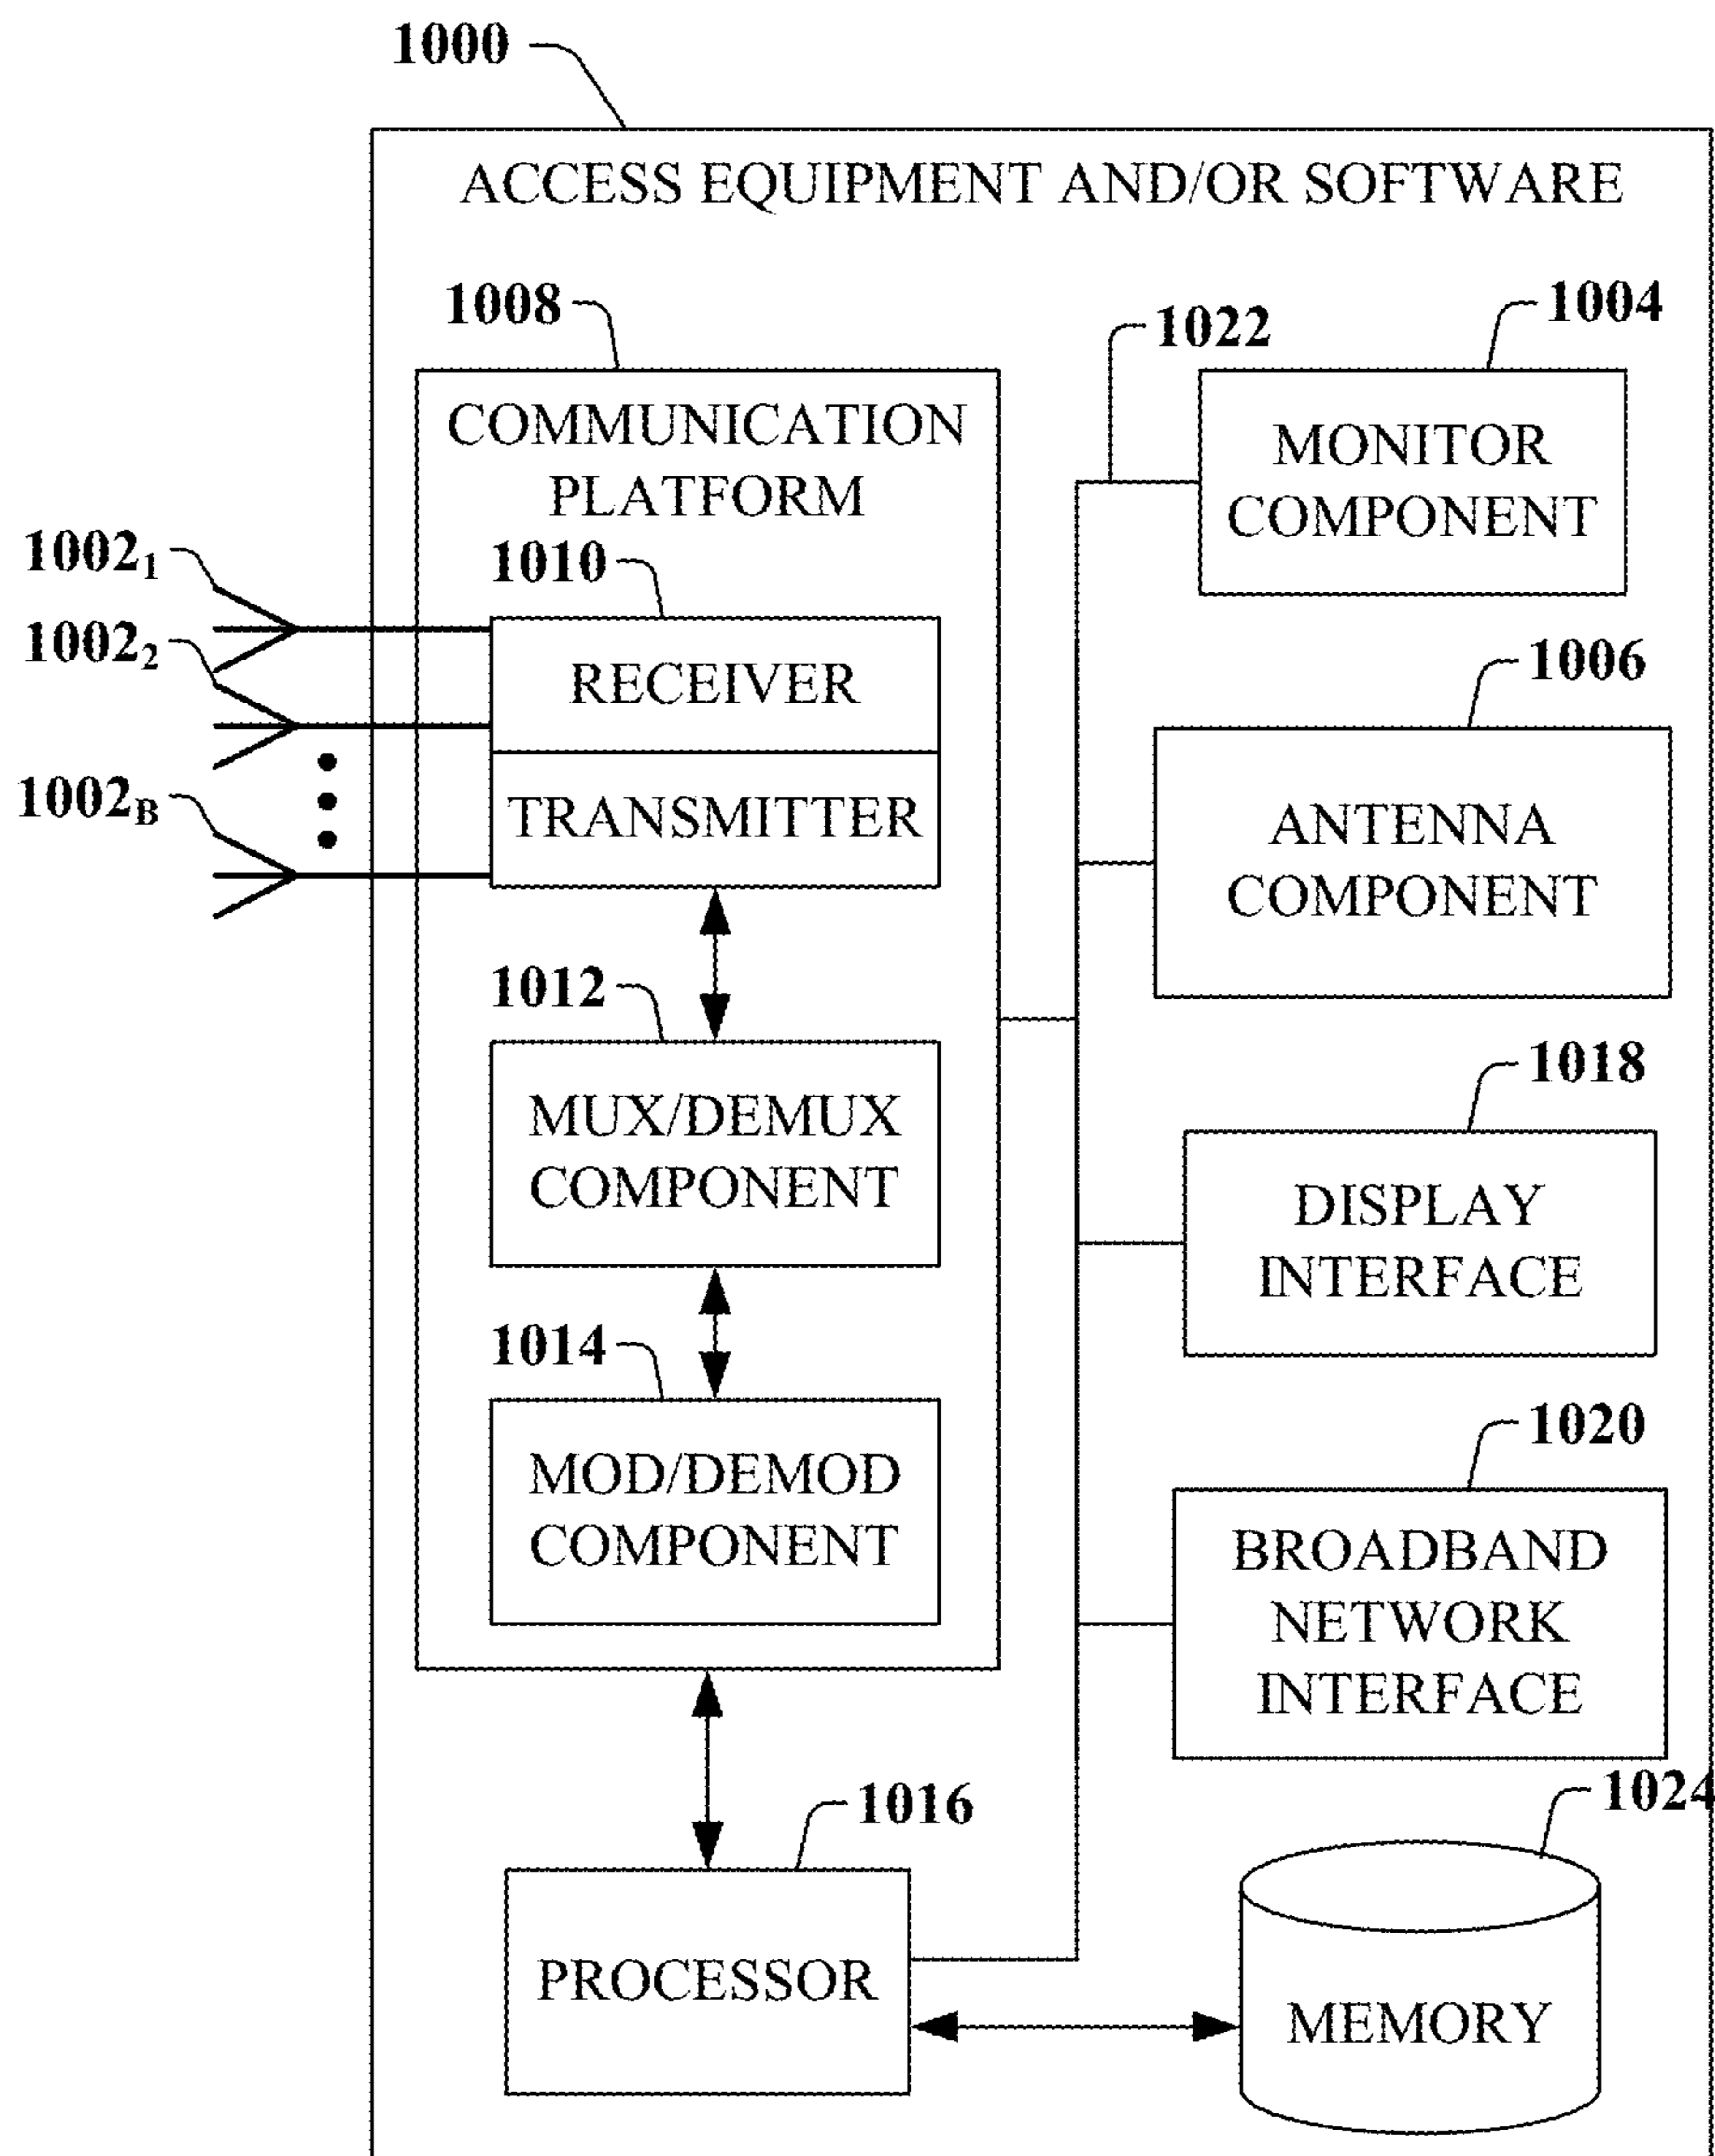 1000
ACCESS EQUIPMENT AND/OR SOFTWARE
1008
COMMUNICATION
PLATFORM
1002₁
1002₂
1002B
1010
RECEIVER
TRANSMITTER
1012
MUX/DEMUX
COMPONENT
1014
MOD/DEMOD
COMPONENT
1016
PROCESSOR
1022
1004
MONITOR
COMPONENT
1006
ANTENNA
COMPONENT
1018
DISPLAY
INTERFACE
1020
BROADBAND
NETWORK
INTERFACE
1024
MEMORY